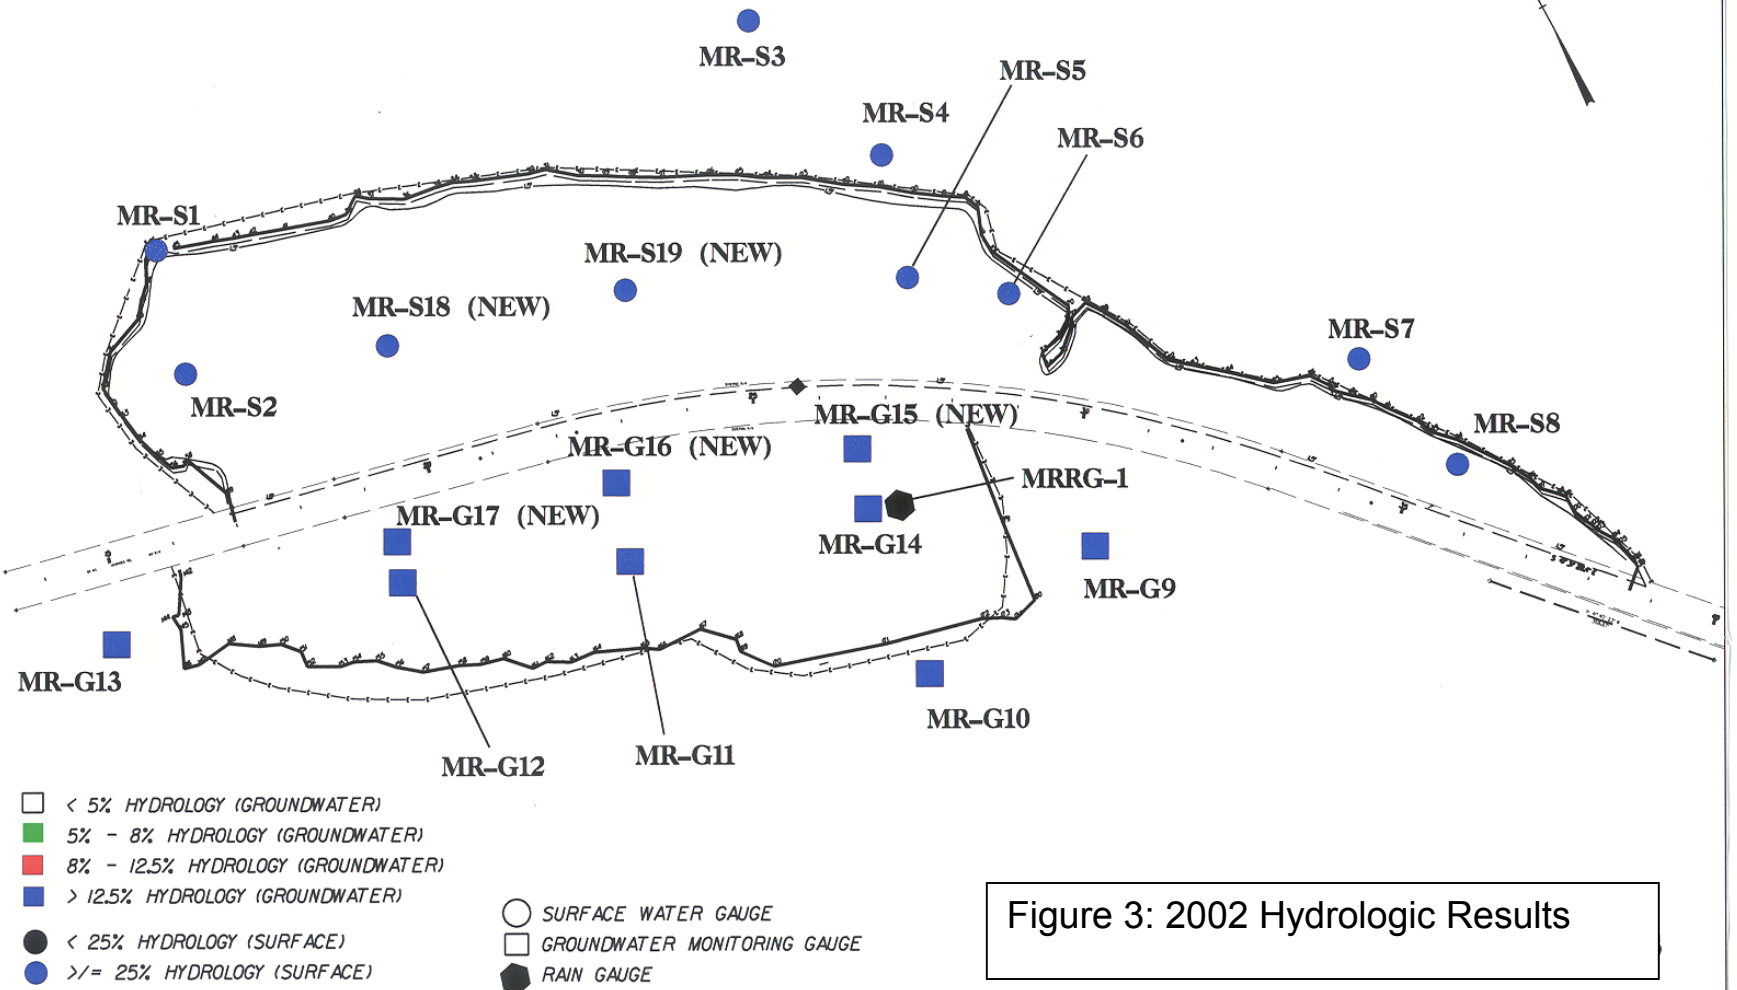 MR-S3
MR-S5
MR-S4
MR-S6
MR-S1
MR-S19 (NEW)
MR-S18 (NEW)
MR-S7
MR-S2
MR-G15 (NEW)
MR-S8
MR-G16 (NEW)
MRRG-1
MR-G17 (NEW)
MR-G14
MR-G9
MR-G13
MR-G10
MR-G11
MR-G12
< 5% HYDROLOGY (GROUNDWATER)
5% - 8% HYDROLOGY (GROUNDWATER)
8% - 12.5% HYDROLOGY (GROUNDWATER)
> 12.5% HYDROLOGY (GROUNDWATER)
< 25% HYDROLOGY (SURFACE)
>/= 25% HYDROLOGY (SURFACE)
SURFACE WATER GAUGE
GROUNDWATER MONITORING GAUGE
RAIN GAUGE
Figure 3: 2002 Hydrologic Results